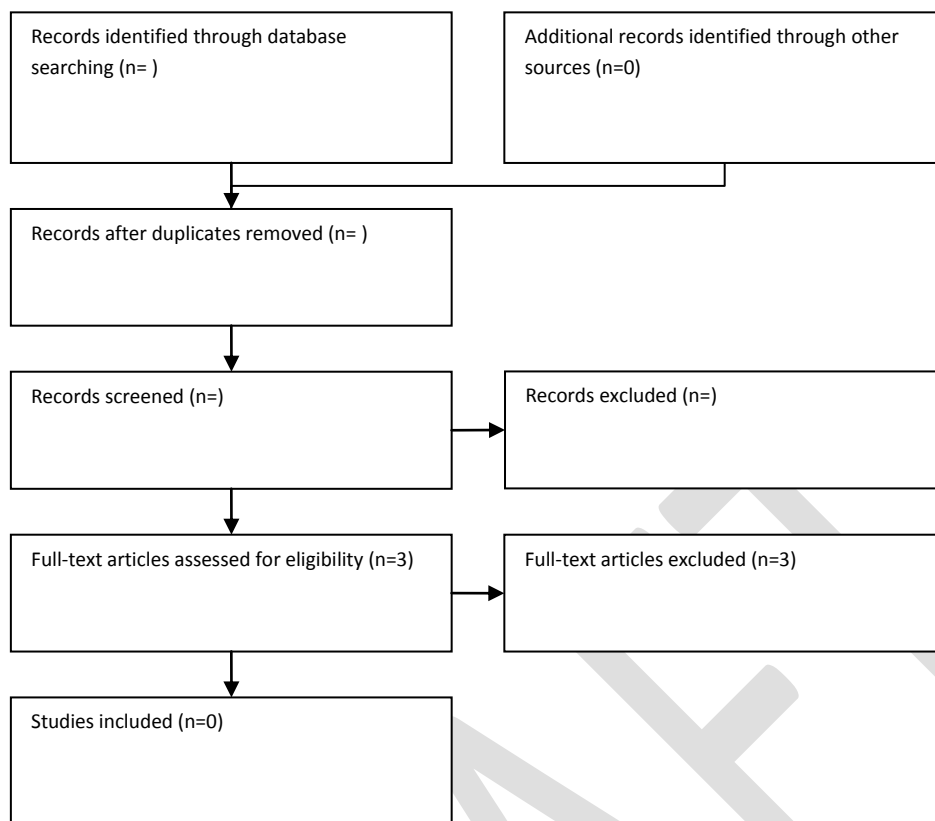 Records identified through database
searching (n= )
Additional records identified through other
sources (n=0)
Records after duplicates removed (n= )
Records screened (n=)
Records excluded (n=)
Full-text articles assessed for eligibility (n=3)
Full-text articles excluded (n=3)
Studies included (n=0)